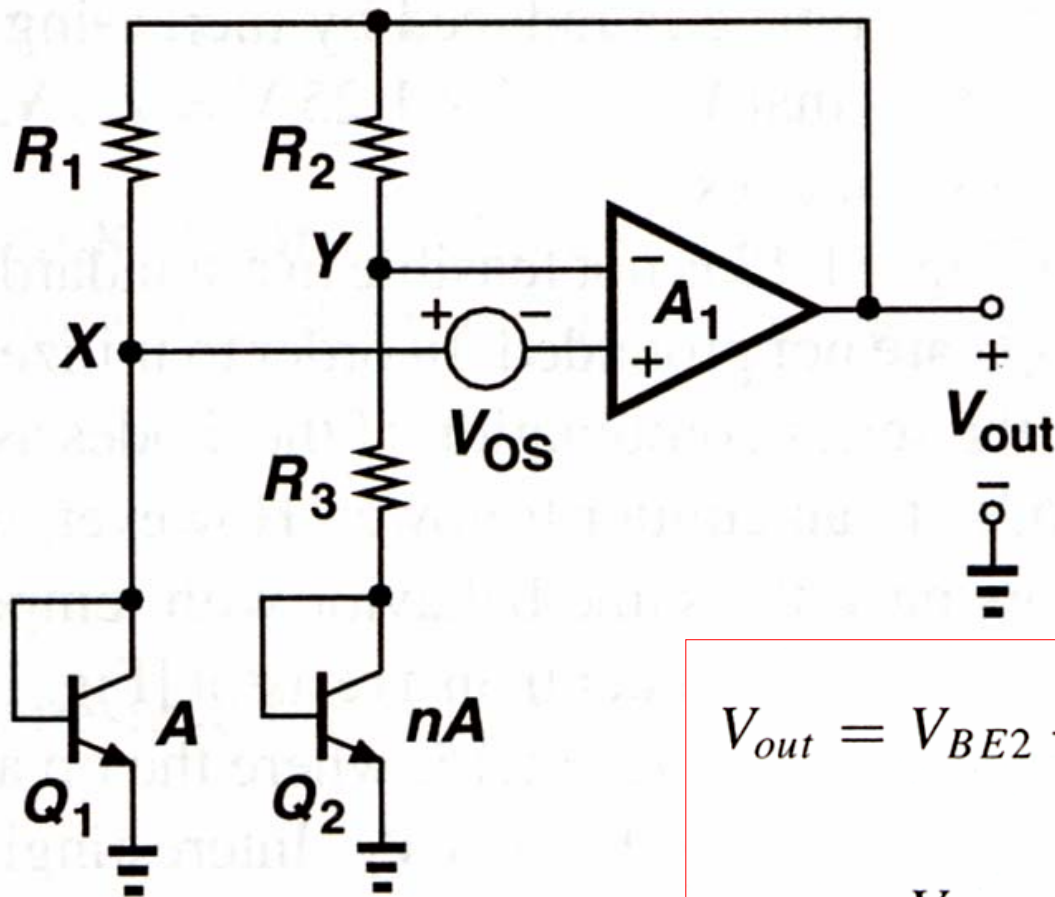 R1
R2
Y
X
+
−
−
A1
+
VOS
+
Vout
−
R3
A
nA
Q1
Q2
Vout = VBE2